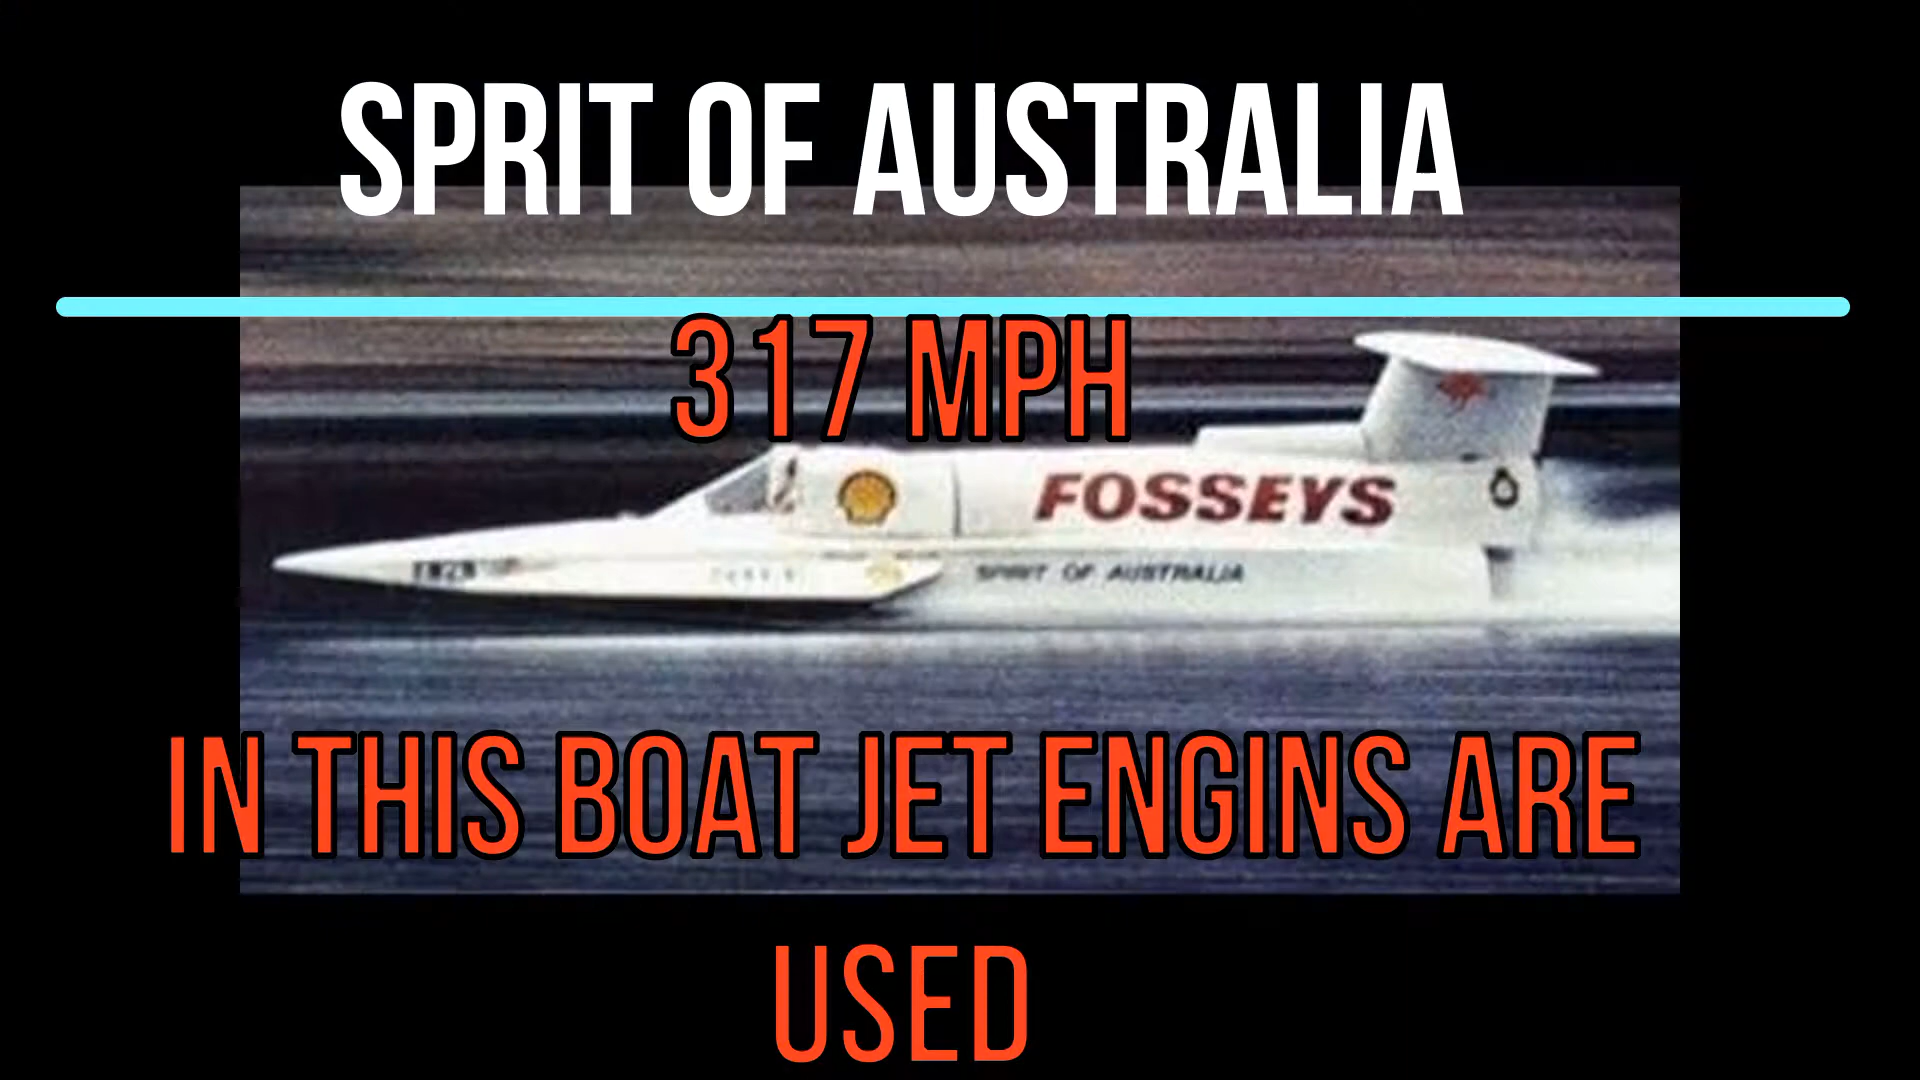 SPRIT OF AUSTRALIA
317 MPH
FOSSEYS
SPIRIT OF AUSTRALIA
IN THIS BOAT JET ENGINS ARE
USED